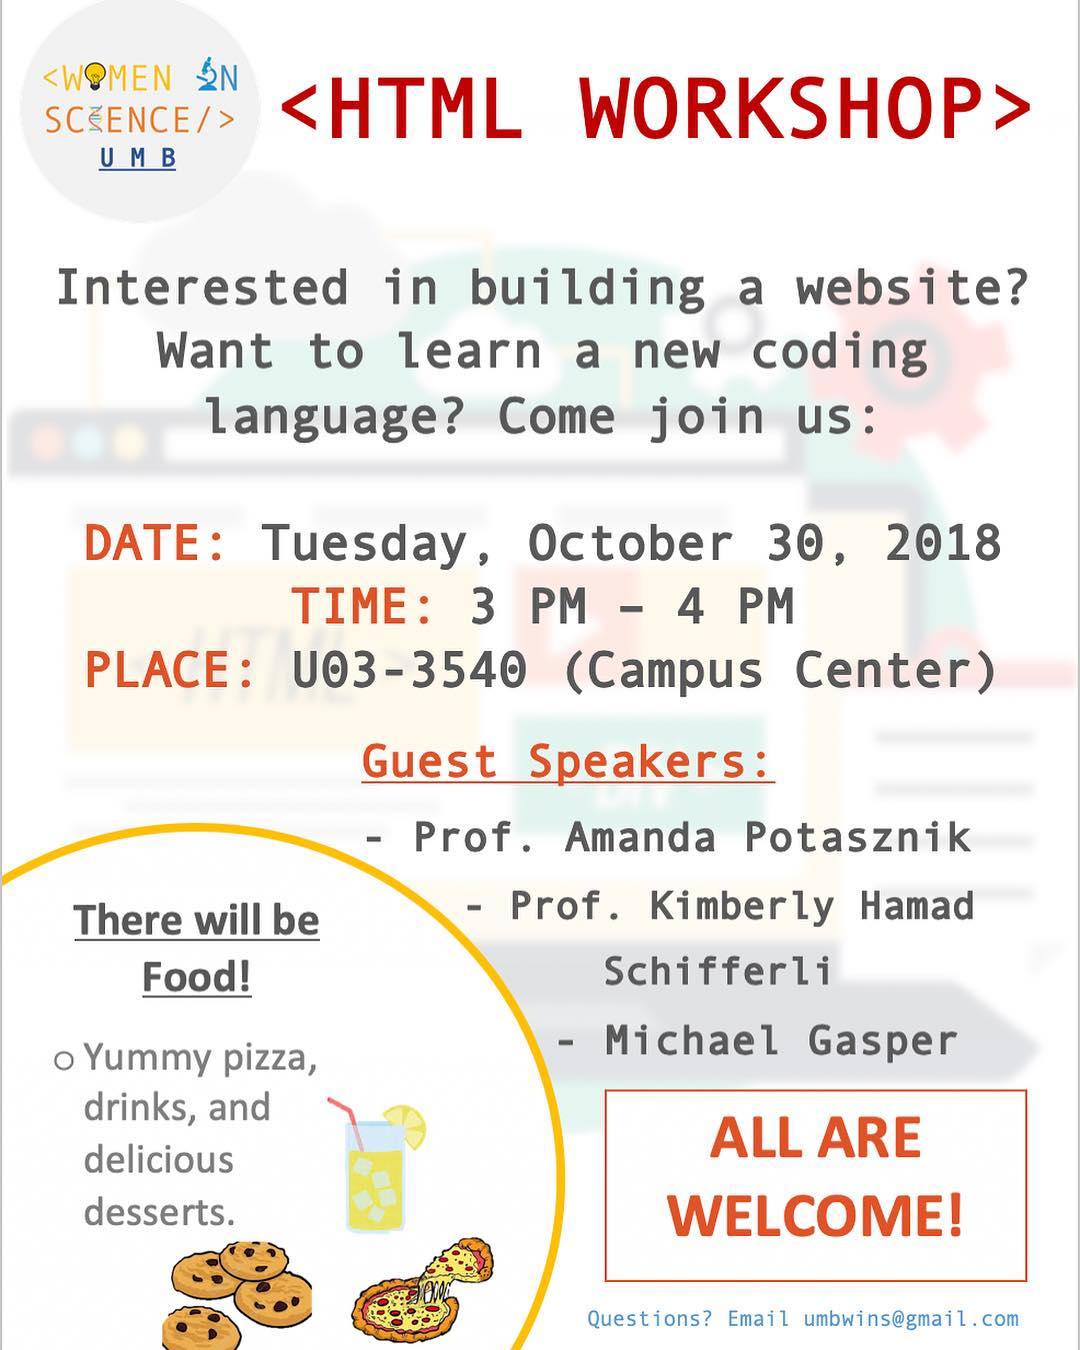 <WOMEN IN
SCIENCE/>
UMB
<HTML WORKSHOP>
Interested in building a website?
Want to learn a new coding
language? Come join us:
DATE: Tuesday, October 30, 2018
TIME: 3 PM – 4 PM
PLACE: U03-3540 (Campus Center)
HTML
DIV
Guest Speakers:
- Prof. Amanda Potasznik
- Prof. Kimberly Hamad
Schifferli
- Michael Gasper
There will be
Food!
o Yummy pizza,
drinks, and
delicious
desserts.
ALL ARE
WELCOME!
Questions? Email umbwins@gmail.com